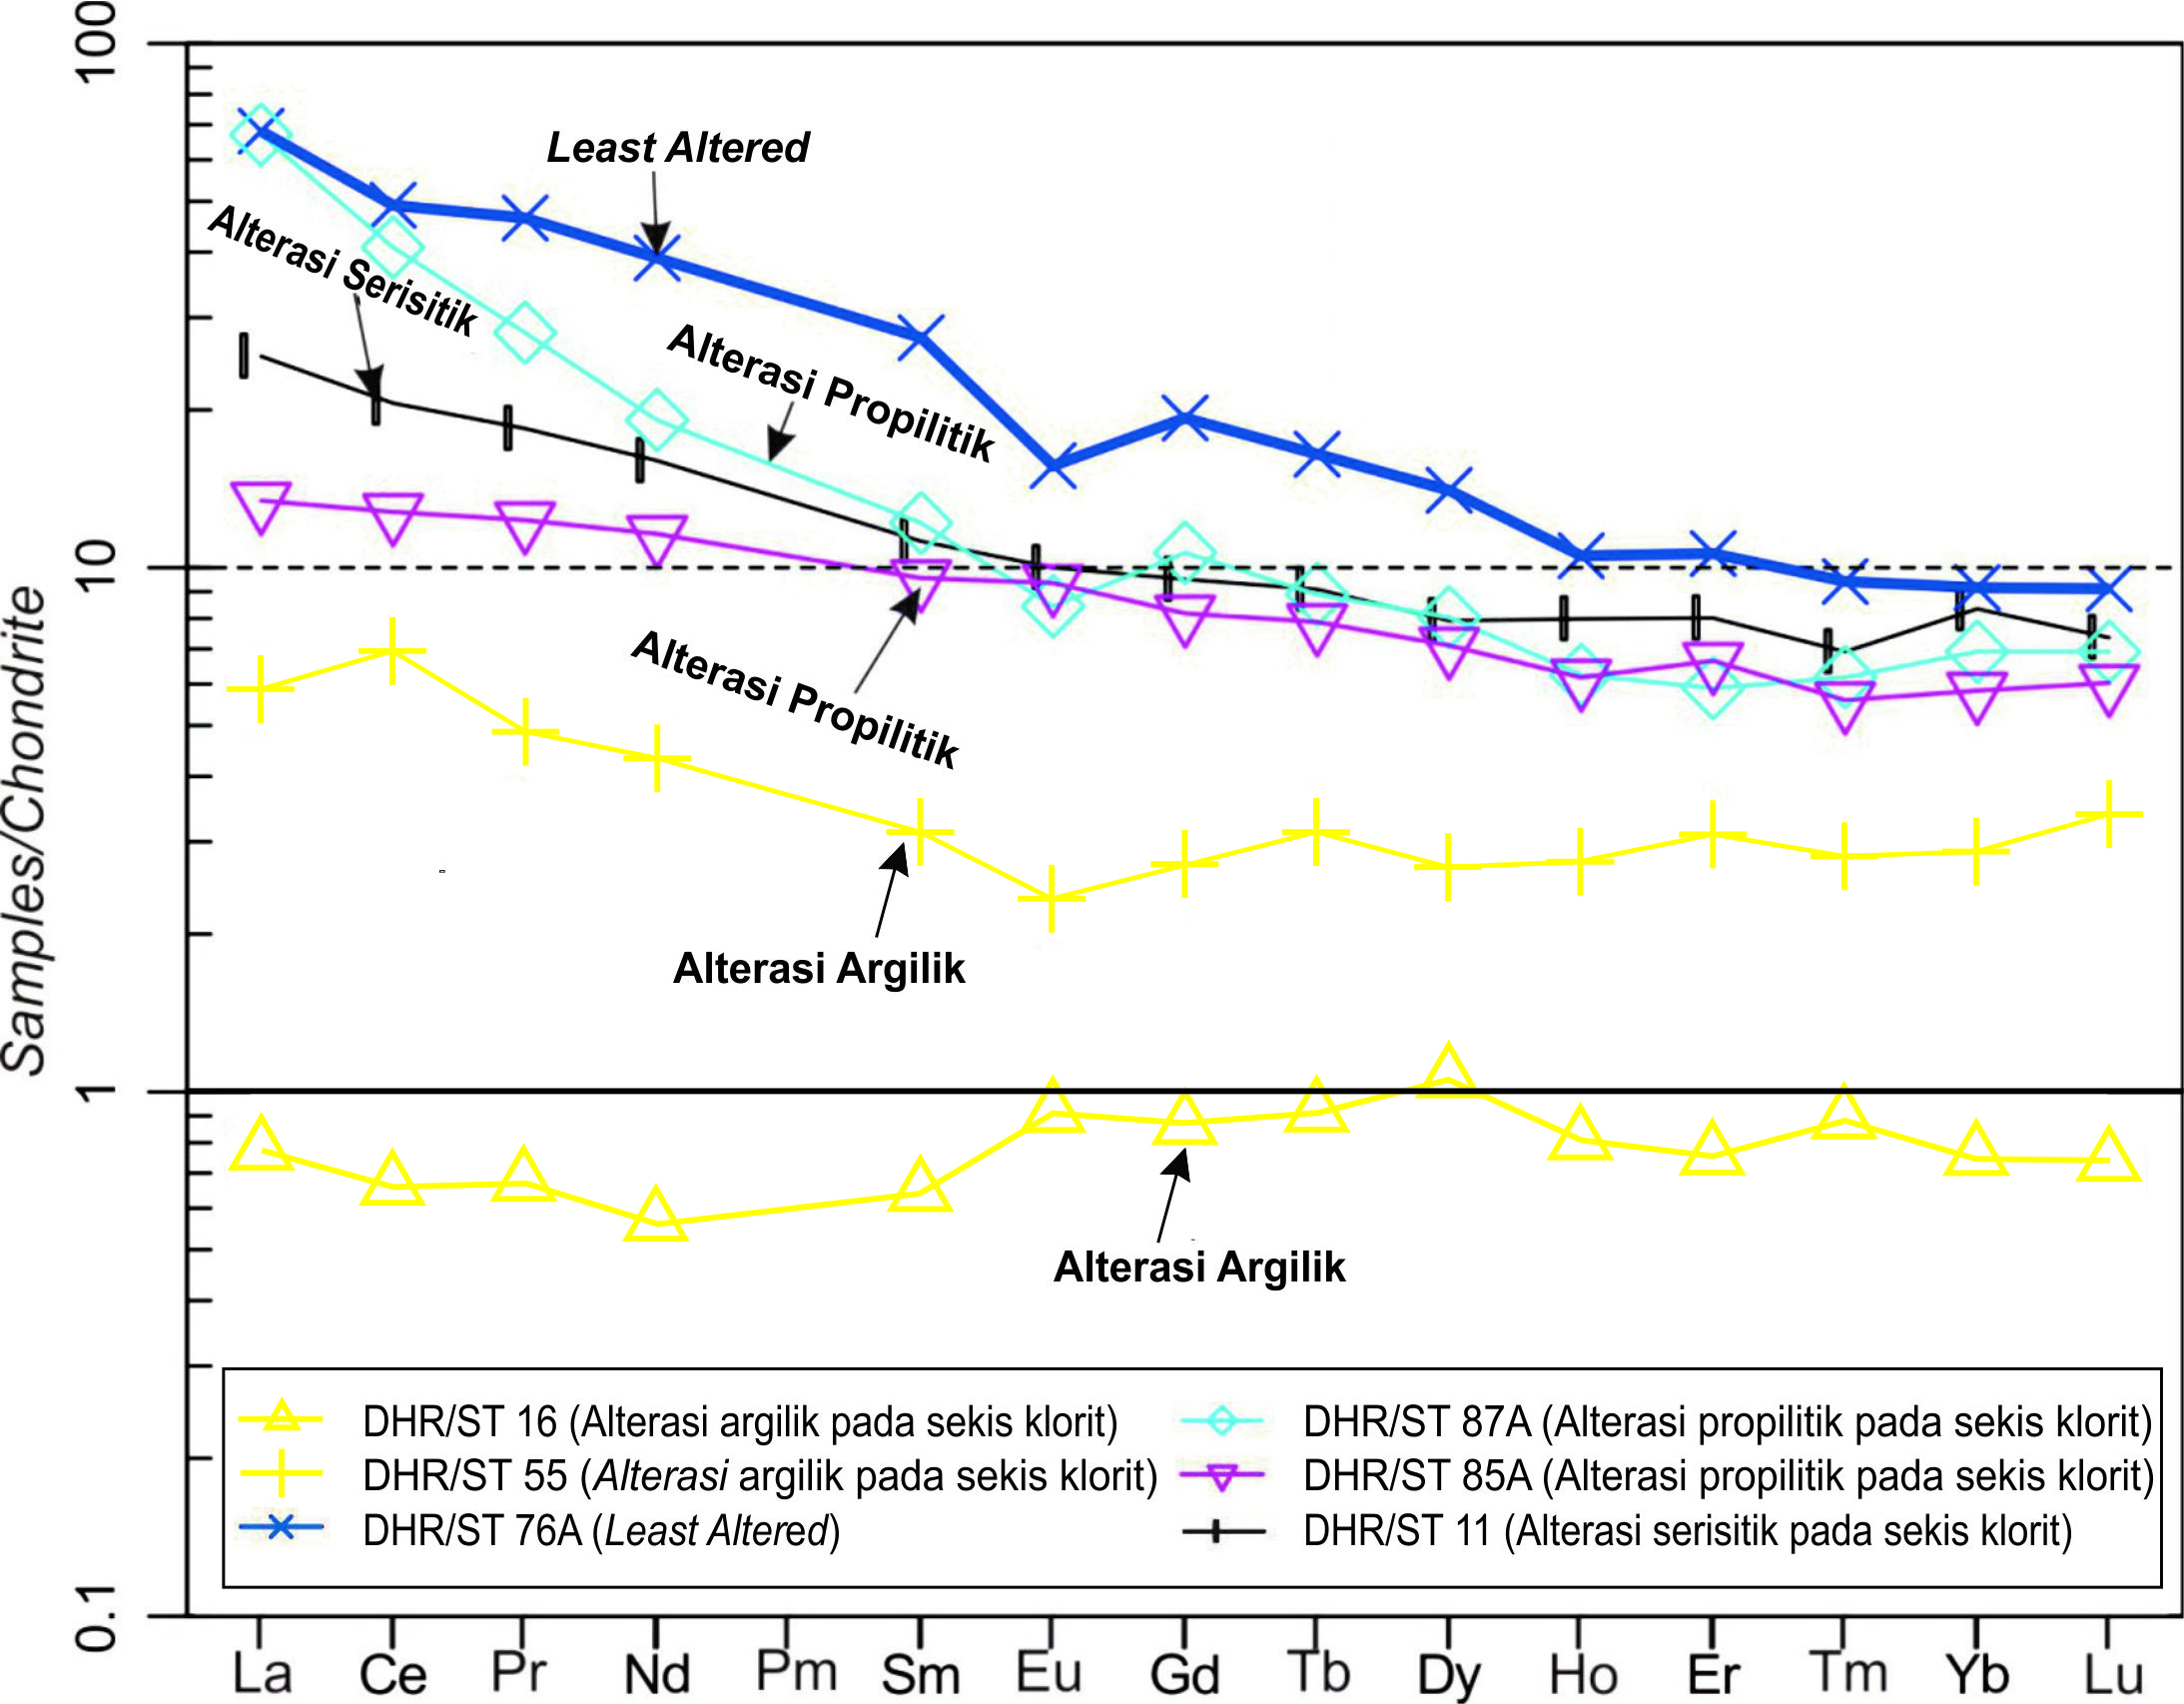 100
Least Altered
Alterasi Serisitik
Alterasi Propilitik
10
Alterasi Propilitik
Samples/Chondrite
Alterasi Argilik
1
Alterasi Argilik
DHR/ST 16 (Alterasi argilik pada sekis klorit)
DHR/ST 55 (Alterasi argilik pada sekis klorit)
DHR/ST 76A (Least Altered)
DHR/ST 87A (Alterasi propilitik pada sekis klorit)
DHR/ST 85A (Alterasi propilitik pada sekis klorit)
DHR/ST 11 (Alterasi serisitik pada sekis klorit)
0.1
La Ce Pr Nd Pm Sm Eu Gd Tb Dy Ho Er Tm Yb Lu